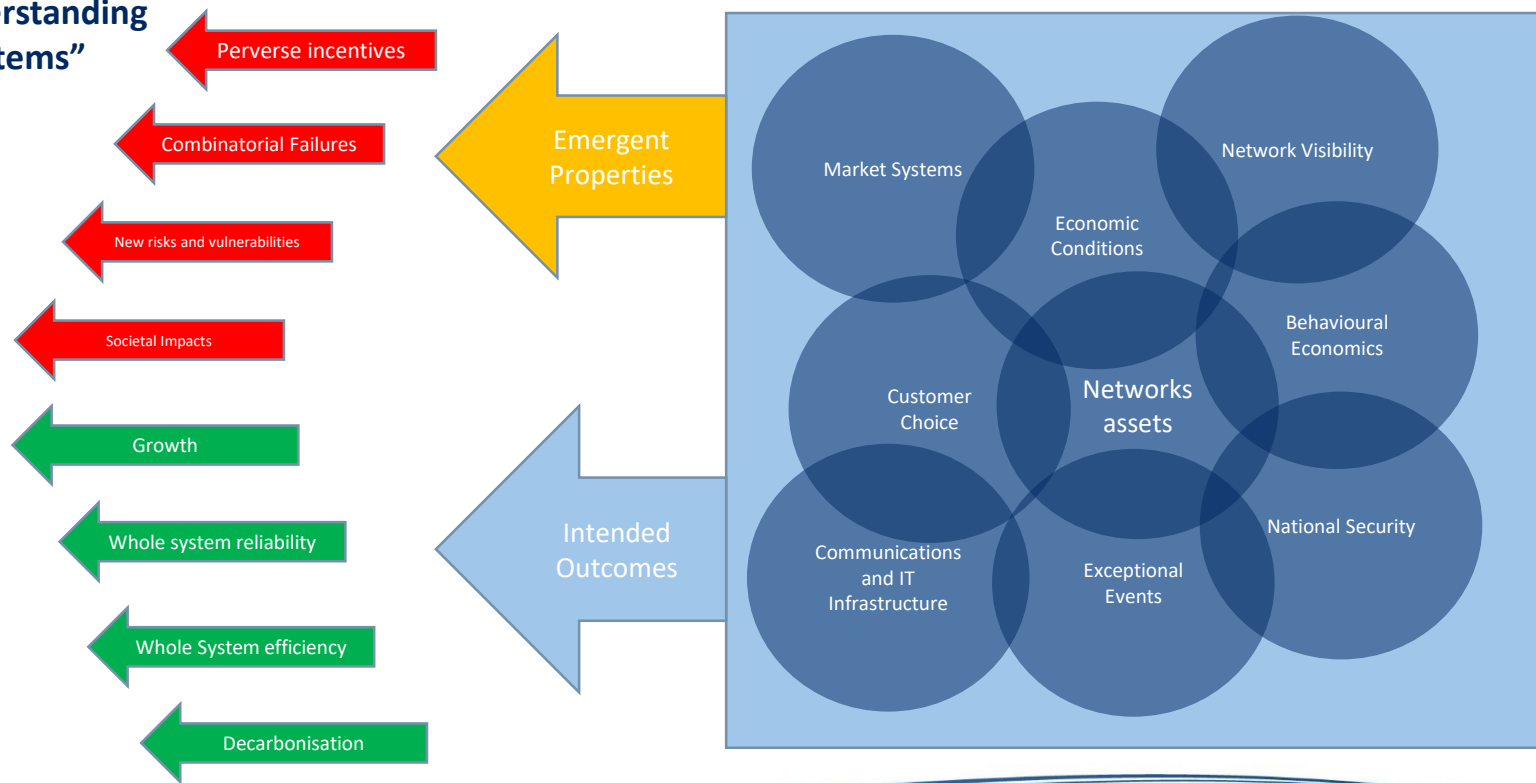 erstanding
tems”
Perverse incentives
Combinatorial Failures
New risks and vulnerabilities
Societal Impacts
Growth
Whole system reliability
Whole System efficiency
Decarbonisation
Emergent
Properties
Intended
Outcomes
Market Systems
Network Visibility
Economic
Conditions
Behavioural
Economics
Customer
Choice
Networks
assets
National Security
Communications
and IT
Infrastructure
Exceptional
Events